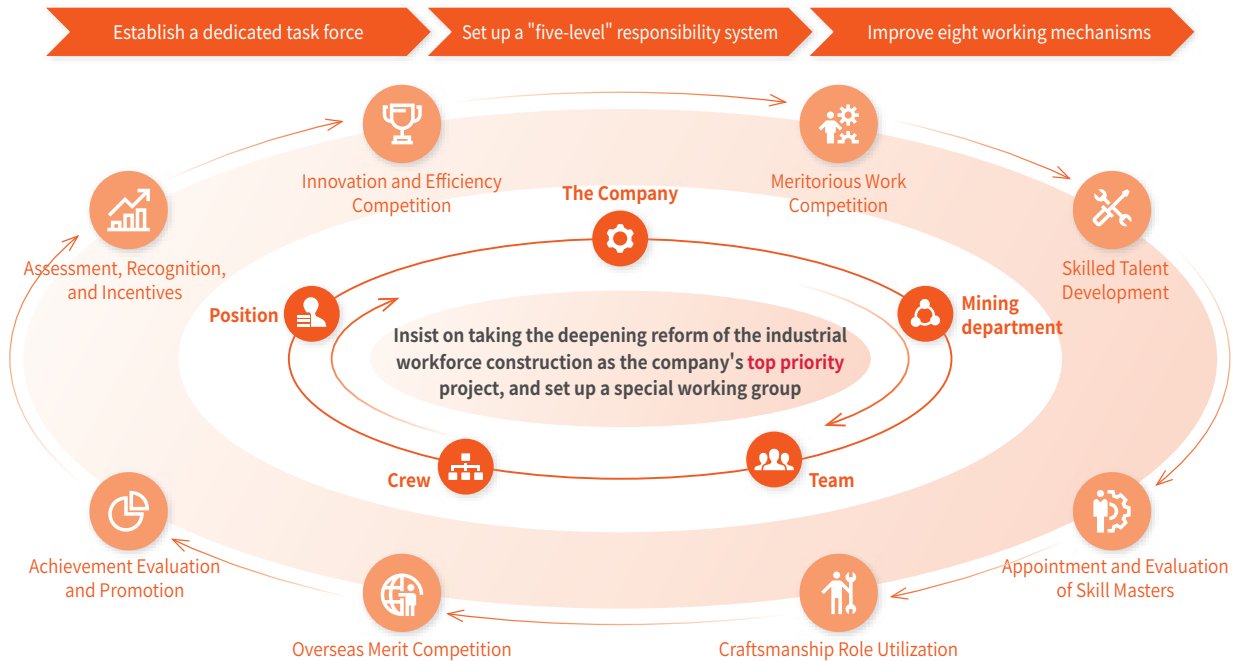 Establish a dedicated task force
Set up a "five-level" responsibility system
Improve eight working mechanisms
Innovation and Efficiency
Competition
Meritorious Work
Competition
The Company
Assessment, Recognition,
and Incentives
Skilled Talent
Development
Position
Mining
department
Insist on taking the deepening reform of the industrial
workforce construction as the company's top priority
project, and set up a special working group
Crew
Team
Achievement Evaluation
and Promotion
Appointment and Evaluation
of Skill Masters
Overseas Merit Competition
Craftsmanship Role Utilization